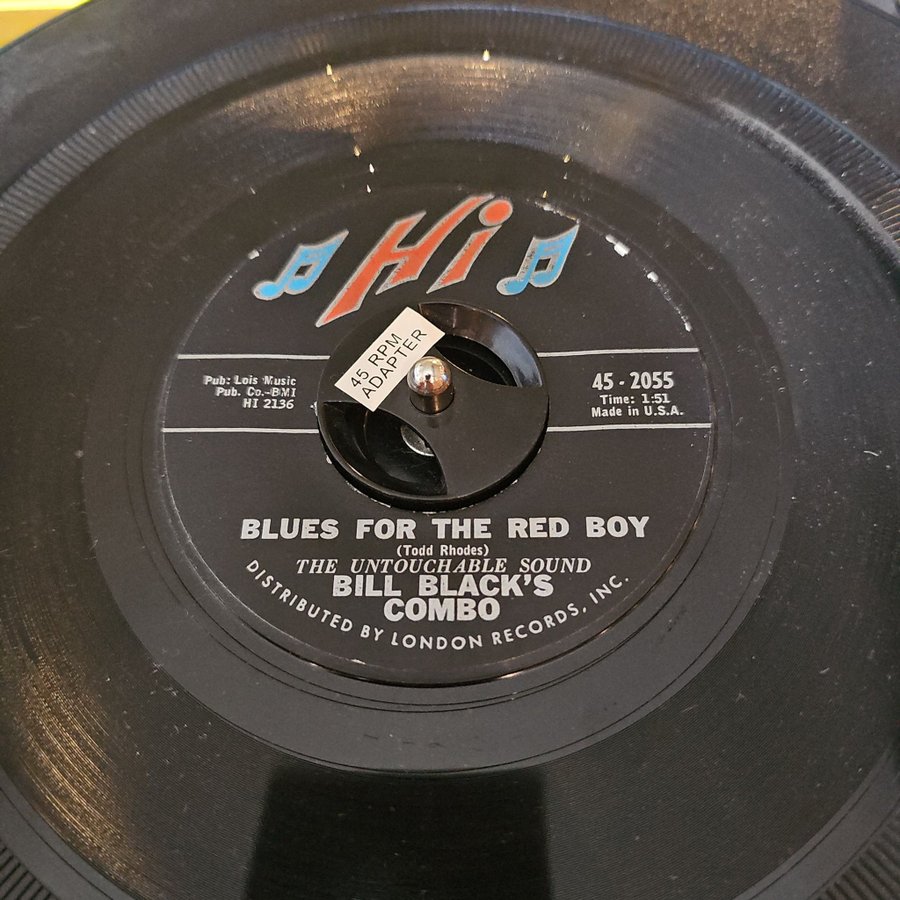 Hi
45 RPM
ADAPTER
Pub: Lois Music
Pub. Co.-BMI
HI 2136
45 - 2055
Time: 1:51
Made in U.S.A.
BLUES FOR THE RED BOY
(Todd Rhodes)
THE UNTOUCHABLE SOUND
BILL BLACK'S
COMBO
DISTRIBUTED BY LONDON RECORDS, INC.